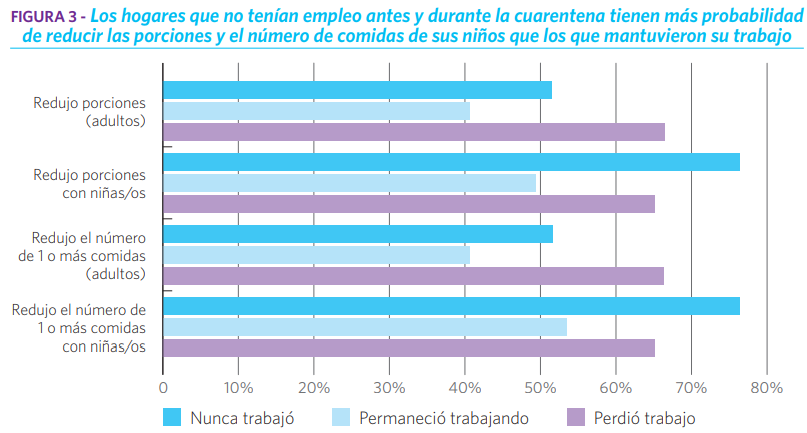 FIGURA 3 - Los hogares que no tenían empleo antes y durante la cuarentena tienen más probabilidad
de reducir las porciones y el número de comidas de sus niños que los que mantuvieron su trabajo
Redujo porciones
(adultos)
Redujo porciones
con niñas/os
Redujo el número
de 1 o más comidas
(adultos)
Redujo el número de
1 o más comidas
con niñas/os
0 10% 20% 30% 40% 50% 60% 70% 80%
Nunca trabajó Permaneció trabajando Perdió trabajo